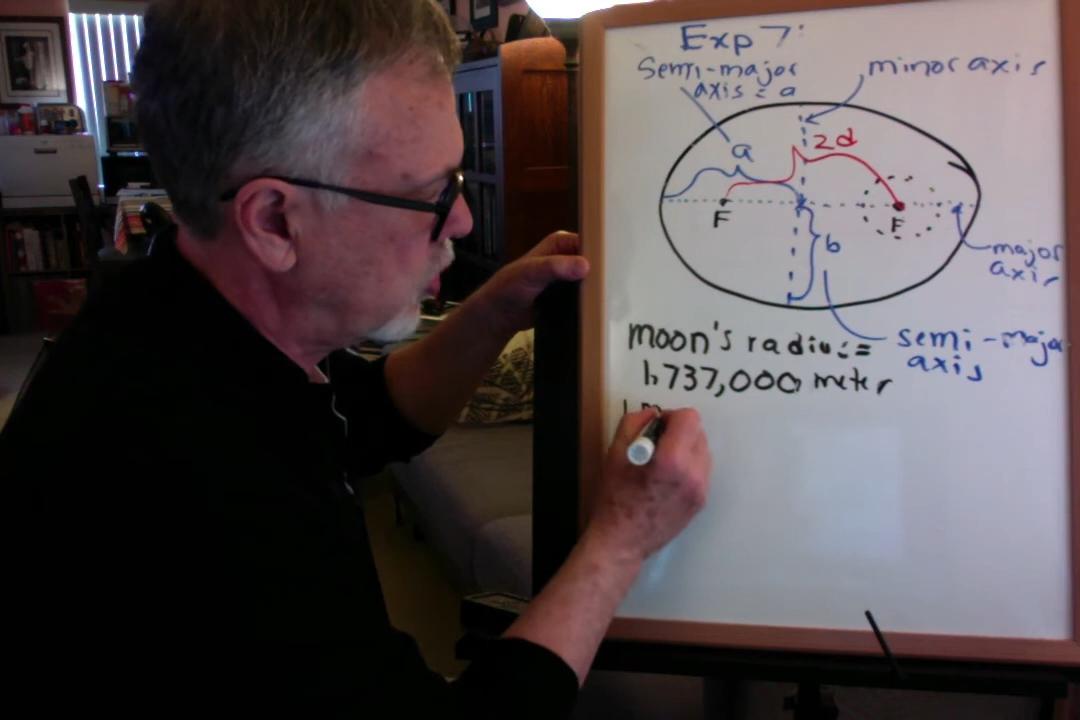 Exp 7:
Semi-major
axis = a
minor axis
2d
a
F
F
b
major
axis
semi-major
axis
moon's radius=
1,737,000 meter